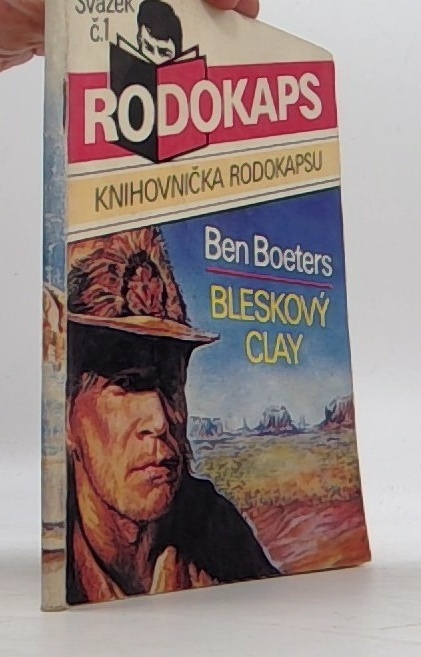 Svazek
č.1
RODOKAPS
KNIHOVNIČKA RODOKAPSU
Ben Boeters
BLESKOVÝ
CLAY